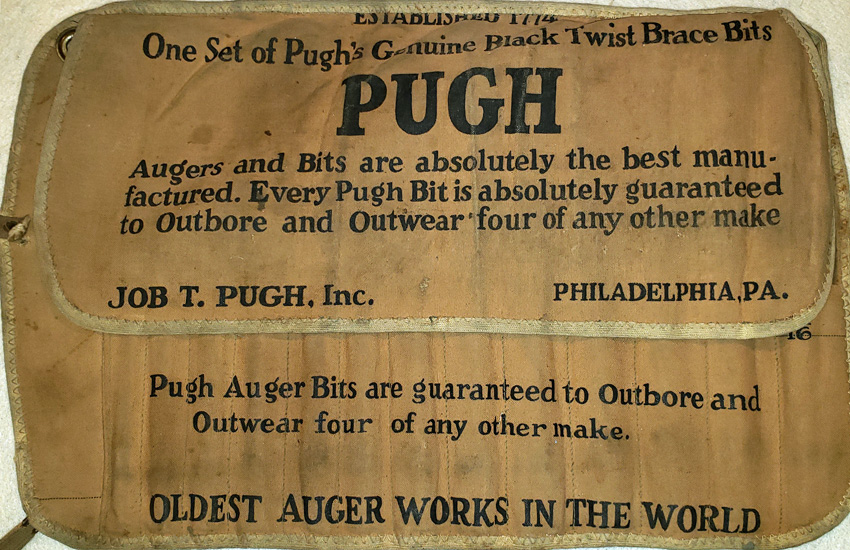 ESTABLISHED 1774
One Set of Pugh's Genuine Black Twist Brace Bits
PUGH
Augers and Bits are absolutely the best manu-
factured. Every Pugh Bit is absolutely guaranteed
to Outbore and Outwear four of any other make
JOB T. PUGH, Inc. PHILADELPHIA, PA.
16
Pugh Auger Bits are guaranteed to Outbore and
Outwear four of any other make.
OLDEST AUGER WORKS IN THE WORLD